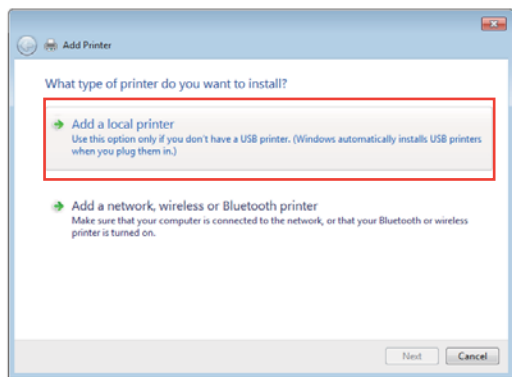 Add Printer
What type of printer do you want to install?
Add a local printer
Use this option only if you don't have a USB printer. (Windows automatically installs USB printers
when you plug them in.)
Add a network, wireless or Bluetooth printer
Make sure that your computer is connected to the network, or that your Bluetooth or wireless
printer is turned on.
Next Cancel